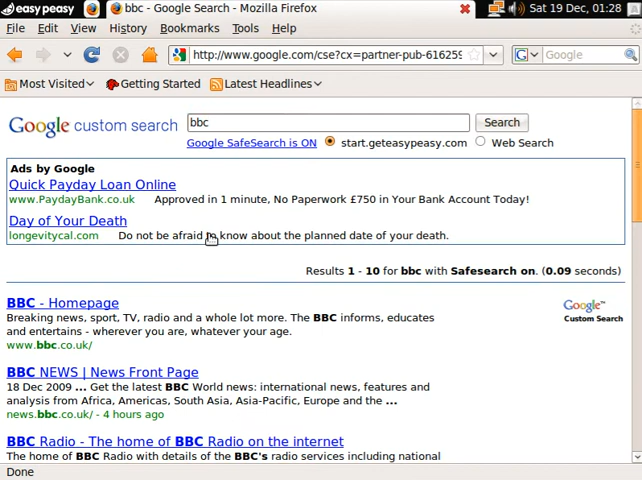 easy peasy bbc - Google Search - Mozilla Firefox Sat 19 Dec, 01:28
File Edit View History Bookmarks Tools Help
http://www.google.com/cse?cx=partner-pub-616259 G Google
Most Visited Getting Started Latest Headlines
Google custom search bbc Search
Google SafeSearch is ON start.geteasypeasy.com Web Search
Ads by Google
Quick Payday Loan Online
www.PaydayBank.co.uk Approved in 1 minute, No Paperwork £750 in Your Bank Account Today!
Day of Your Death
longevitycal.com Do not be afraid to know about the planned date of your death.
Results 1 - 10 for bbc with Safesearch on. (0.09 seconds)
BBC - Homepage
Breaking news, sport, TV, radio and a whole lot more. The BBC informs, educates
and entertains - wherever you are, whatever your age.
www.bbc.co.uk/
Google™
Custom Search
BBC NEWS | News Front Page
18 Dec 2009 ... Get the latest BBC World news: international news, features and
analysis from Africa, Americas, South Asia, Asia-Pacific, Europe and the ...
news.bbc.co.uk/ - 4 hours ago
BBC Radio - The home of BBC Radio on the internet
The home of BBC Radio with details of the BBC's radio services including national
Done